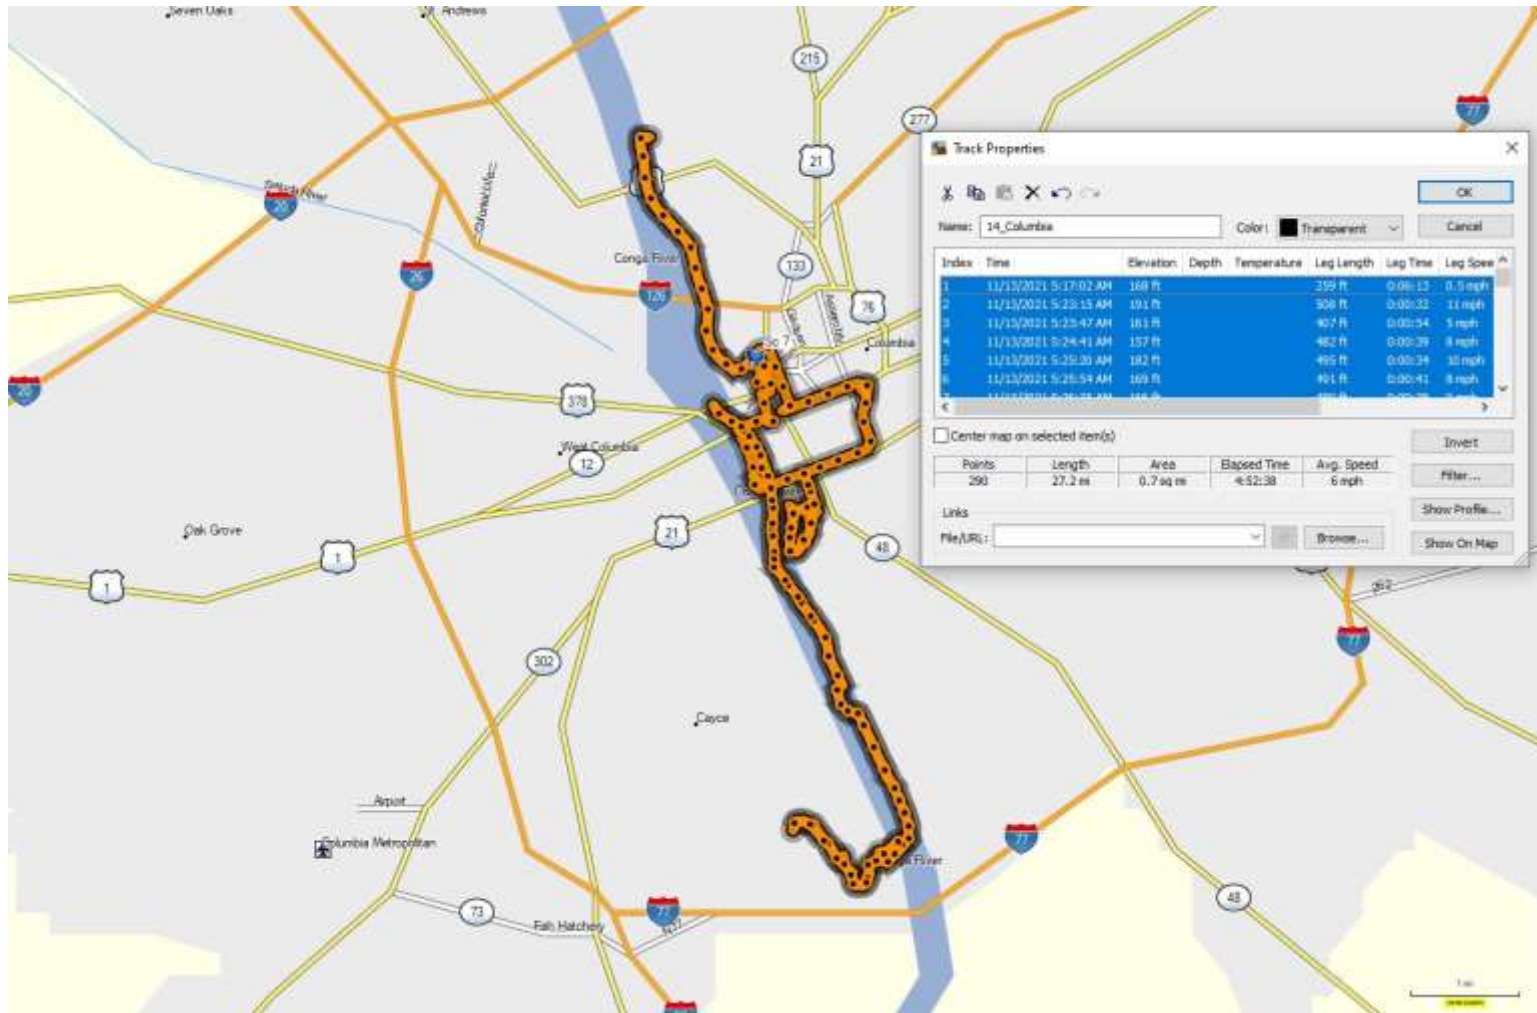 Seven Oaks
St. Andrews
215
277
77
21
20
26
Conga River
133
126
76
Columbia
20
378
West Columbia
12
Oak Grove
21
1
1
48
302
77
Cayce
Airport
Columbia Metropolitan
77
River
73
77
Fish Hatchery
48
262
1 mi
Track Properties
OK
Name: 14_Columbia Color: Transparent Cancel
Index Time Elevation Depth Temperature Leg Length Leg Time Leg Spee
1 11/13/2021 5:17:02 AM 168 ft 259 ft 0:06:13 0.5 mph
2 11/13/2021 5:23:15 AM 191 ft 508 ft 0:00:32 11 mph
3 11/13/2021 5:23:47 AM 161 ft 407 ft 0:00:54 5 mph
4 11/13/2021 5:24:41 AM 157 ft 482 ft 0:00:39 8 mph
5 11/13/2021 5:25:20 AM 182 ft 495 ft 0:00:34 10 mph
6 11/13/2021 5:25:54 AM 169 ft 491 ft 0:00:41 8 mph
Center map on selected item(s) Invert
Points Length Area Elapsed Time Avg. Speed
290 27.2 mi 0.7 sq mi 4:52:38 6 mph
Filter...
Links Show Profile...
File/URL: Browse... Show On Map